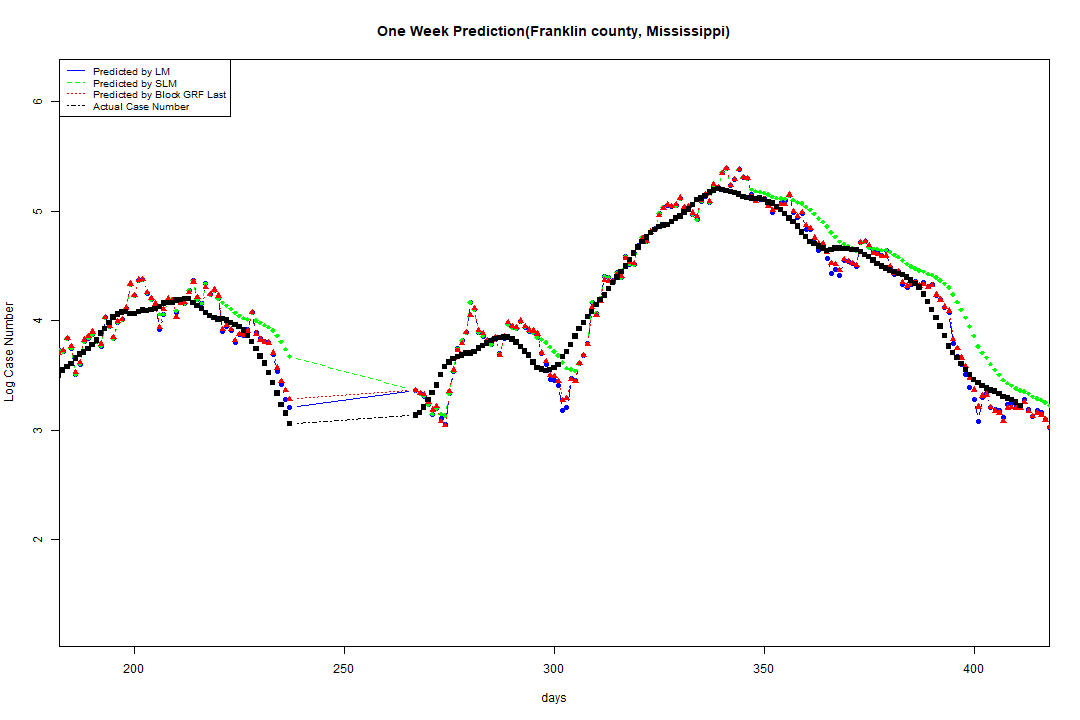 One Week Prediction(Franklin county, Mississippi)
Predicted by LM
Predicted by SLM
Predicted by Block GRF Last
Actual Case Number
6
5
4
3
2
Log Case Number
200 250 300 350 400
days